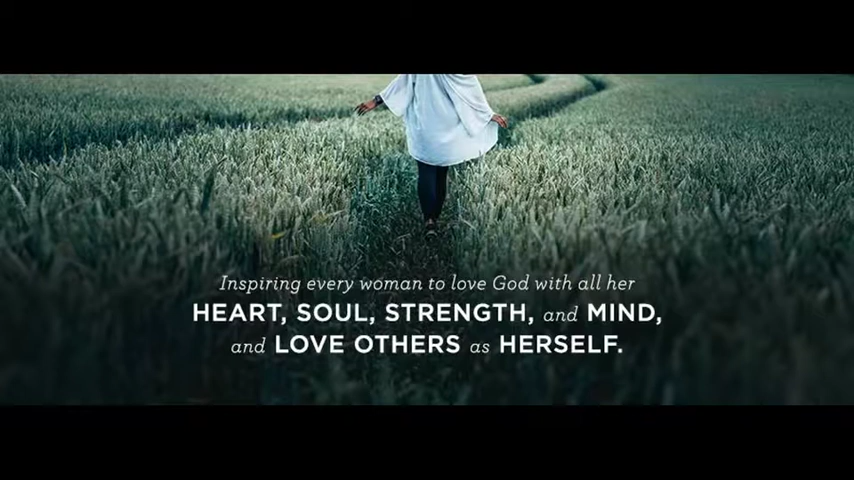 Inspiring every woman to love God with all her
HEART, SOUL, STRENGTH, and MIND,
and LOVE OTHERS as HERSELF.